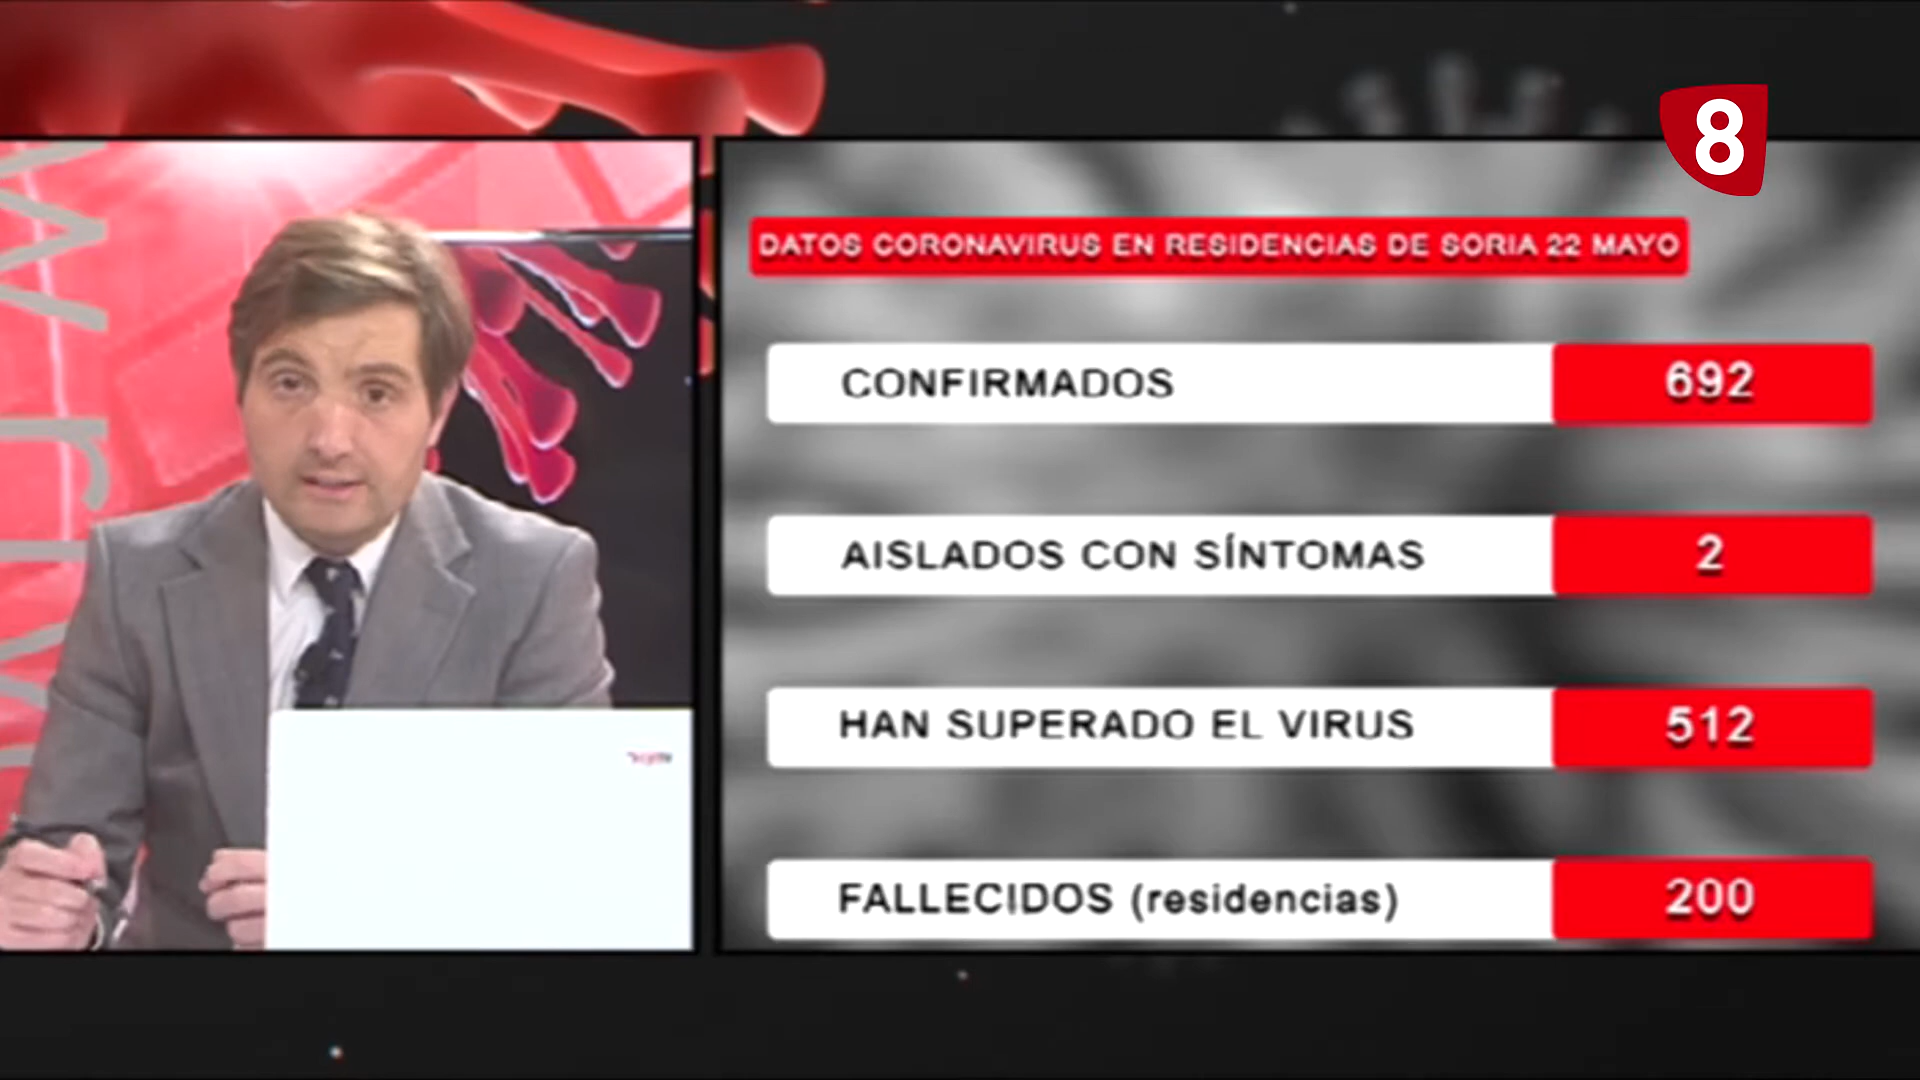 8
DATOS CORONAVIRUS EN RESIDENCIAS DE SORIA 22 MAYO
CONFIRMADOS 692
AISLADOS CON SÍNTOMAS 2
HAN SUPERADO EL VIRUS 512
FALLECIDOS (residencias) 200